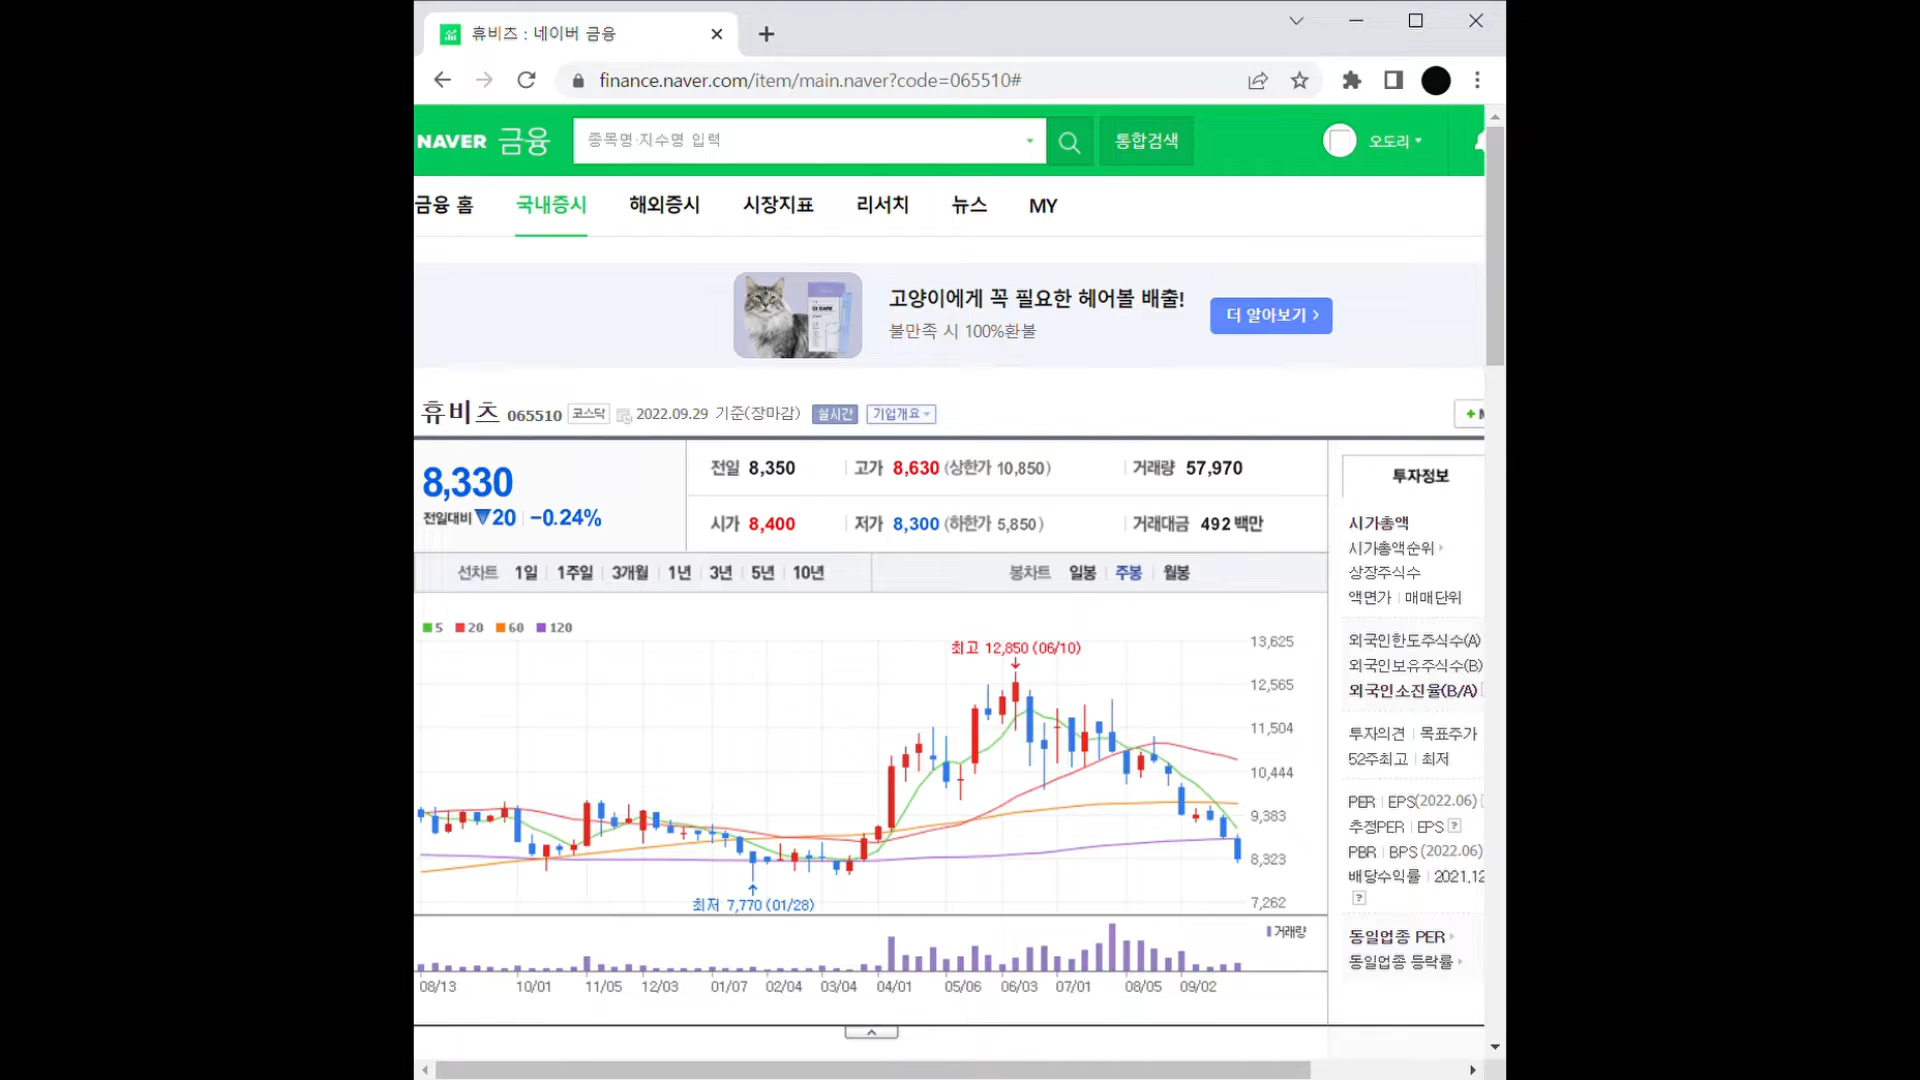 휴비츠 : 네이버 금융
finance.naver.com/item/main.naver?code=065510#
NAVER 금융
종목명·지수명 입력
통합검색
오도리
금융 홈 국내증시 해외증시 시장지표 리서치 뉴스 MY
고양이에게 꼭 필요한 헤어볼 배출!
불만족 시 100%환불
더 알아보기
휴비츠 065510 코스닥 2022.09.29 기준(장마감) 실시간 기업개요
8,330
전일대비 ▼20 -0.24%
전일 8,350 고가 8,630 (상한가 10,850) 거래량 57,970
시가 8,400 저가 8,300 (하한가 5,850) 거래대금 492 백만
선차트 1일 1주일 3개월 1년 3년 5년 10년 봉차트 일봉 주봉 월봉
5 20 60 120
최고 12,850 (06/10)
13,625
12,565
11,504
10,444
9,383
8,323
7,262
최저 7,770 (01/28)
거래량
08/13 10/01 11/05 12/03 01/07 02/04 03/04 04/01 05/06 06/03 07/01 08/05 09/02
투자정보
시가총액
시가총액순위
상장주식수
액면가 매매단위
외국인한도주식수(A)
외국인보유주식수(B)
외국인소진율(B/A)
투자의견 목표주가
52주최고 최저
PER EPS(2022.06)
추정PER EPS ?
PBR BPS (2022.06)
배당수익률 2021.12
?
동일업종 PER
동일업종 등락률